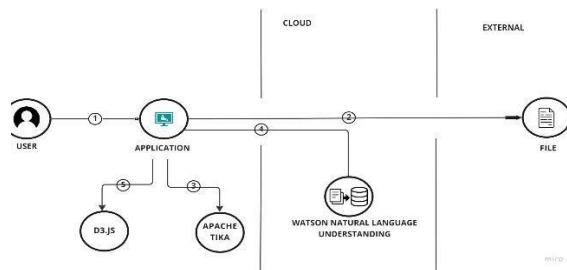 CLOUD
EXTERNAL
1
2
4
USER
APPLICATION
FILE
5
3
D3.JS
APACHE
TIKA
WATSON NATURAL LANGUAGE
UNDERSTANDING
miro